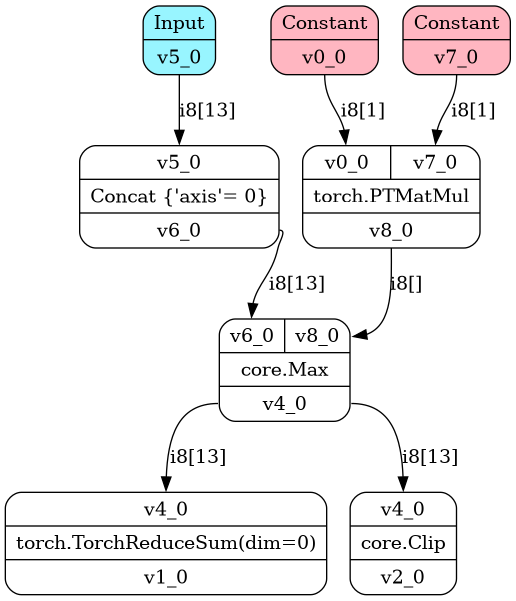 Input
v5_0
Constant
v0_0
Constant
v7_0
i8[13]
i8[1]
i8[1]
v5_0
Concat {'axis'= 0}
v6_0
v0_0 v7_0
torch.PTMatMul
v8_0
i8[13]
i8[]
v6_0 v8_0
core.Max
v4_0
i8[13]
i8[13]
v4_0
torch.TorchReduceSum(dim=0)
v1_0
v4_0
core.Clip
v2_0